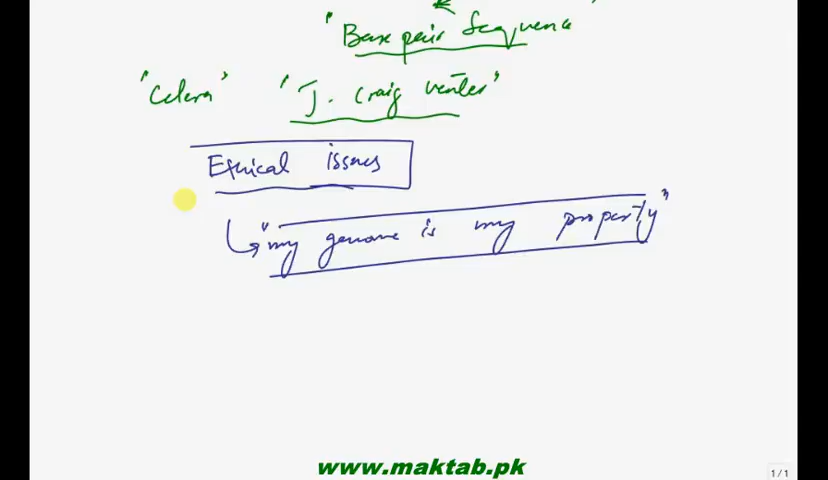 "Base pair Sequence"
"Celera" "J. Craig Venter"
Ethical issues
"my genome is my property"
www.maktab.pk
1/1